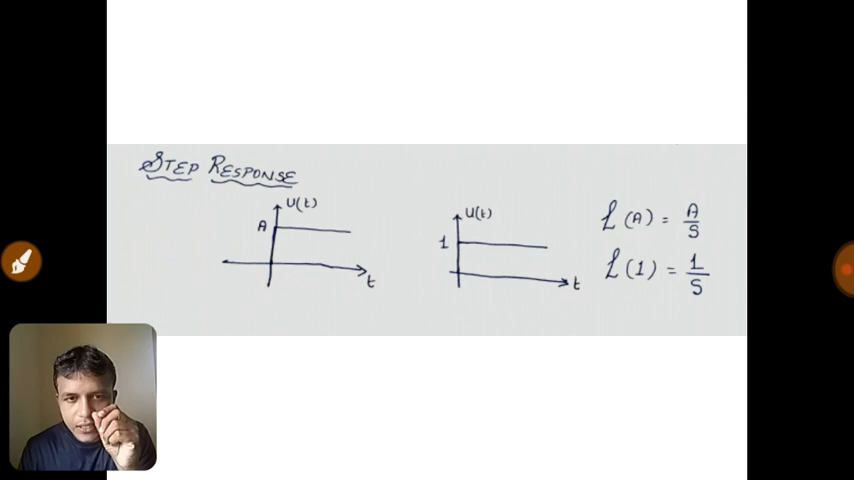 STEP RESPONSE
U(t)
A
t
U(t)
1
t
ℒ(A) = A/S
ℒ(1) = 1/S